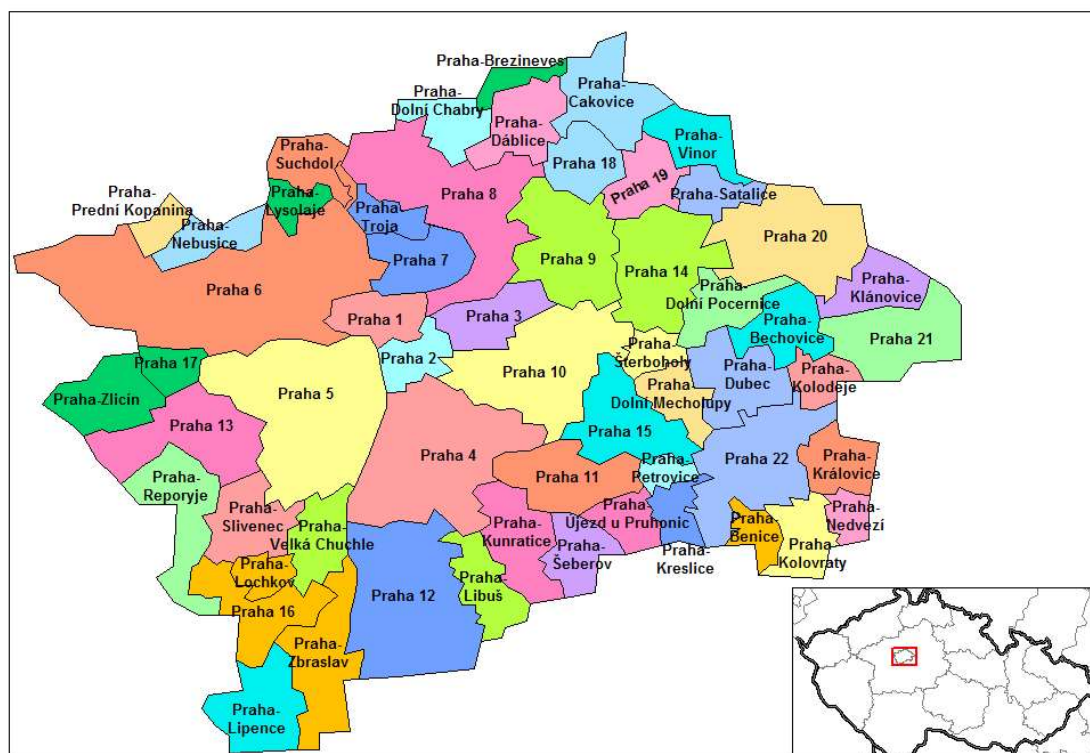 Praha-Brezineves
Praha-
Dolní Chabry
Praha-
Cakovice
Praha-
Dáblice
Praha-
Vinor
Praha-
Suchdol
Praha 18
Praha 19
Praha-
Prední Kopanina
Praha-
Lysolaje
Praha 8
Praha-Satalice
Praha-
Nebusice
Praha-
Troja
Praha 20
Praha 7
Praha 9
Praha 14
Praha 6
Praha-
Dolní Pocernice
Praha-
Klánovice
Praha 1
Praha 3
Praha-
Bechovice
Praha 21
Praha 17
Praha 2
Praha 10
Praha-
Šterboholy
Praha-
Dubec
Praha-
Kolodeje
Praha-Zlicín
Praha 5
Praha-
Dolní Mecholupy
Praha 13
Praha 15
Praha 4
Praha 22
Praha-
Reporyje
Praha 11
Praha-
Petrovice
Praha-
Královice
Praha-
Slivenec
Praha-
Újezd u Pruhonic
Praha-
Nedvezí
Praha-
Velká Chuchle
Praha-
Kunratice
Praha-
Benice
Praha-
Šeberov
Praha-
Kreslice
Praha-
Kolovraty
Praha-
Lochkov
Praha-
Libuš
Praha 12
Praha 16
Praha-
Zbraslav
Praha-
Lipence